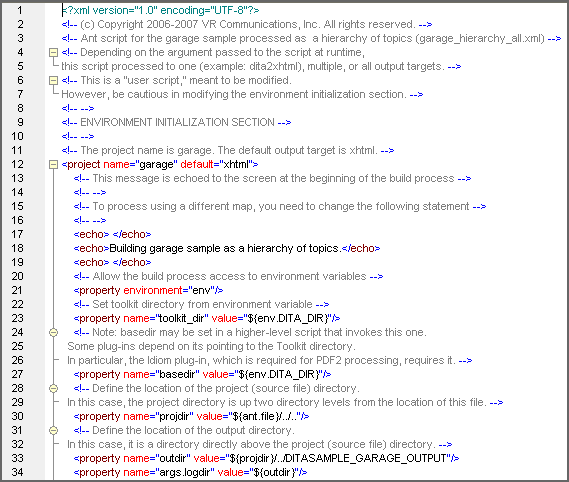 1 <?xml version="1.0" encoding="UTF-8"?>
2 <!-- (c) Copyright 2006-2007 VR Communications, Inc. All rights reserved. -->
3 <!-- Ant script for the garage sample processed as  a hierarchy of topics (garage_hierarchy_all.xml) -->
4 <!-- Depending on the argument passed to the script at runtime,
5 this script processed to one (example: dita2xhtml), multiple, or all output targets. -->
6 <!-- This is a "user script," meant to be modified.
7 However, be cautious in modifying the environment initialization section. -->
8 <!-- -->
9 <!-- ENVIRONMENT INITIALIZATION SECTION -->
10 <!-- -->
11 <!-- The project name is garage. The default output target is xhtml. -->
12 <project name="garage" default="xhtml">
13 <!-- This message is echoed to the screen at the beginning of the build process -->
14 <!-- -->
15 <!-- To process using a different map, you need to change the following statement -->
16 <!-- -->
17 <echo> </echo>
18 <echo>Building garage sample as a hierarchy of topics.</echo>
19 <echo> </echo>
20 <!-- Allow the build process access to environment variables -->
21 <property environment="env"/>
22 <!-- Set toolkit directory from environment variable -->
23 <property name="toolkit_dir" value="${env.DITA_DIR}"/>
24 <!-- Note: basedir may be set in a higher-level script that invokes this one.
25 Some plug-ins depend on its pointing to the Toolkit directory.
26 In particular, the Idiom plug-in, which is required for PDF2 processing, requires it. -->
27 <property name="basedir" value="${env.DITA_DIR}"/>
28 <!-- Define the location of the project (source file) directory.
29 In this case, the project directory is up two directory levels from the location of this file. -->
30 <property name="projdir" value="${ant.file}/../.."/>
31 <!-- Define the location of the output directory.
32 In this case, it is a directory directly above the project (source file) directory. -->
33 <property name="outdir" value="${projdir}/../DITASAMPLE_GARAGE_OUTPUT"/>
34 <property name="args.logdir" value="${outdir}"/>